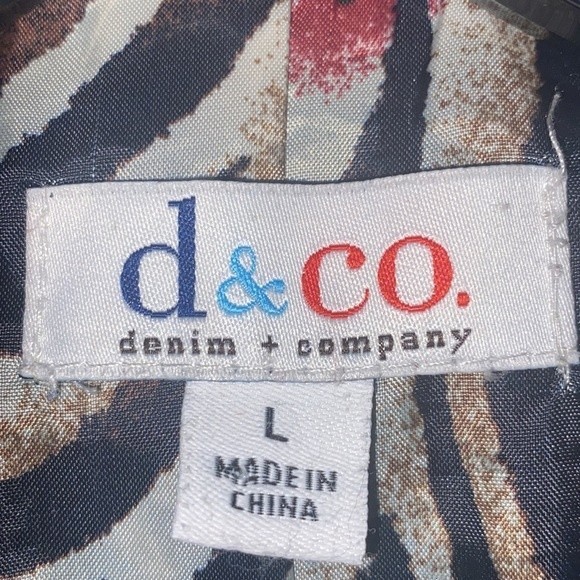 d&co.
denim + company
L
MADE IN
CHINA